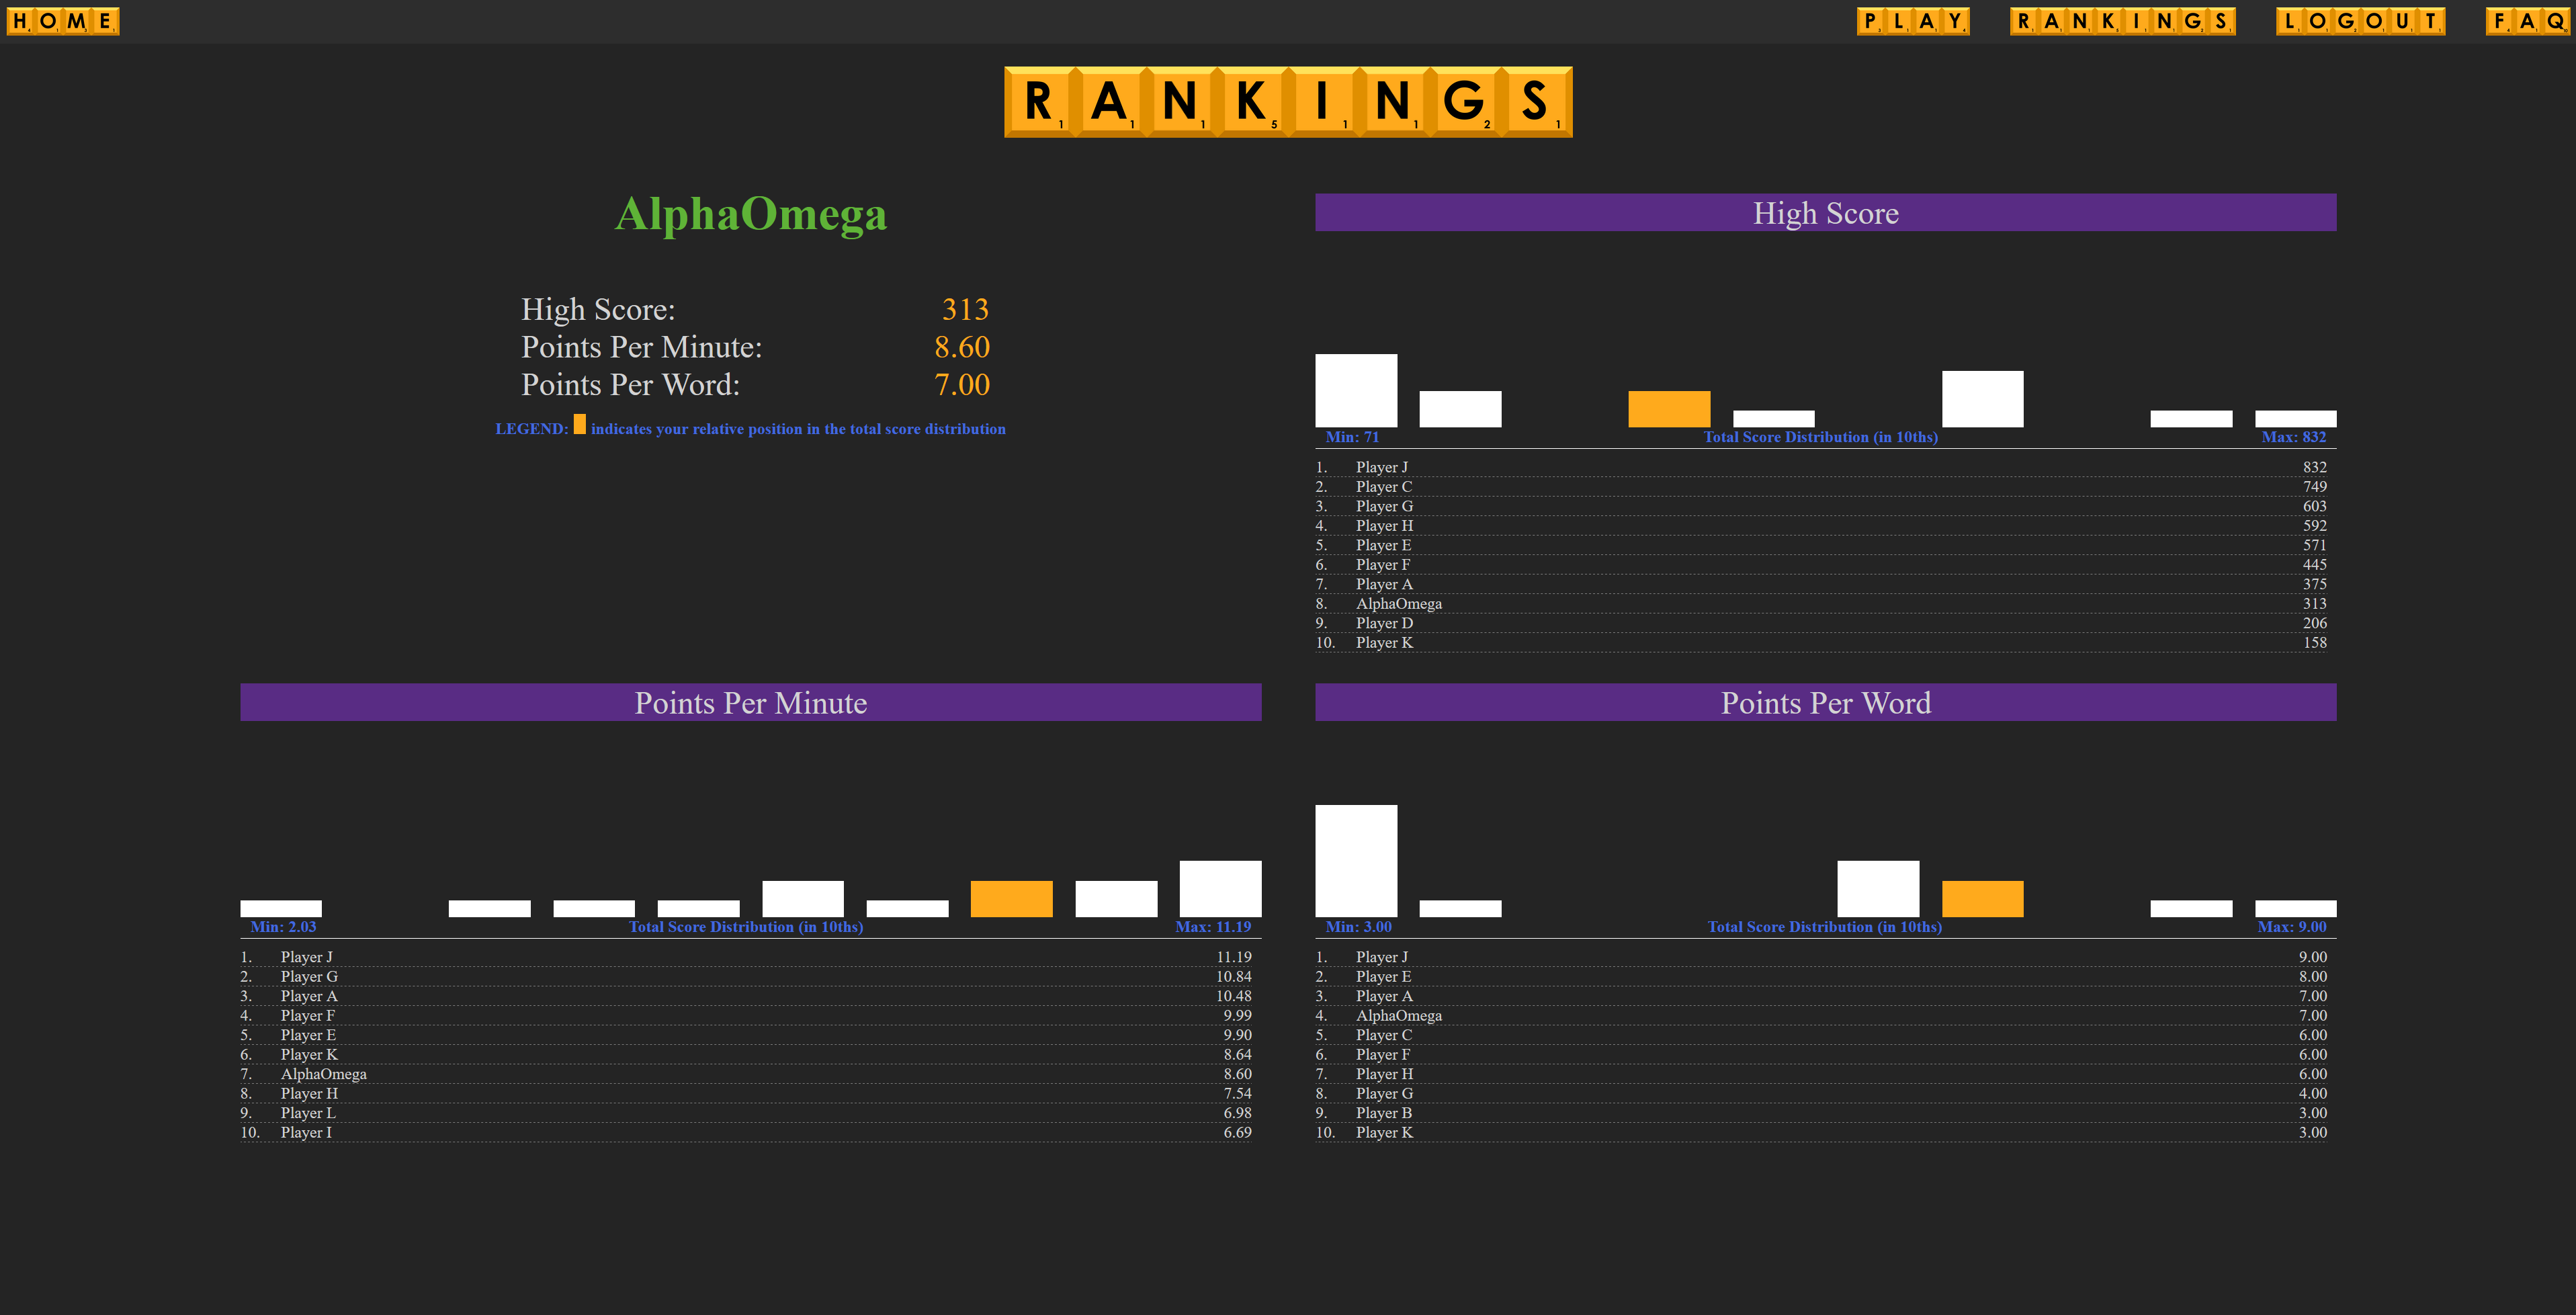 HOME PLAY RANKINGS LOGOUT FAQ
RANKINGS
1 1 1 5 1 1 2 1
AlphaOmega
High Score: 313
Points Per Minute: 8.60
Points Per Word: 7.00
LEGEND: indicates your relative position in the total score distribution
High Score
Min: 71 Total Score Distribution (in 10ths) Max: 832
1. Player J 832
2. Player C 749
3. Player G 603
4. Player H 592
5. Player E 571
6. Player F 445
7. Player A 375
8. AlphaOmega 313
9. Player D 206
10. Player K 158
Points Per Minute
Min: 2.03 Total Score Distribution (in 10ths) Max: 11.19
1. Player J 11.19
2. Player G 10.84
3. Player A 10.48
4. Player F 9.99
5. Player E 9.90
6. Player K 8.64
7. AlphaOmega 8.60
8. Player H 7.54
9. Player L 6.98
10. Player I 6.69
Points Per Word
Min: 3.00 Total Score Distribution (in 10ths) Max: 9.00
1. Player J 9.00
2. Player E 8.00
3. Player A 7.00
4. AlphaOmega 7.00
5. Player C 6.00
6. Player F 6.00
7. Player H 6.00
8. Player G 4.00
9. Player B 3.00
10. Player K 3.00